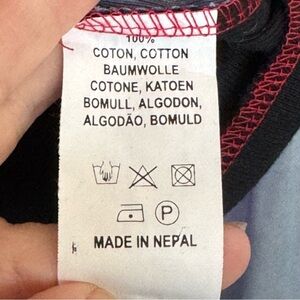 100%
COTON, COTTON
BAUMWOLLE
COTONE, KATOEN
BOMULL, ALGODON,
ALGODÃO, BOMULD
P
MADE IN NEPAL